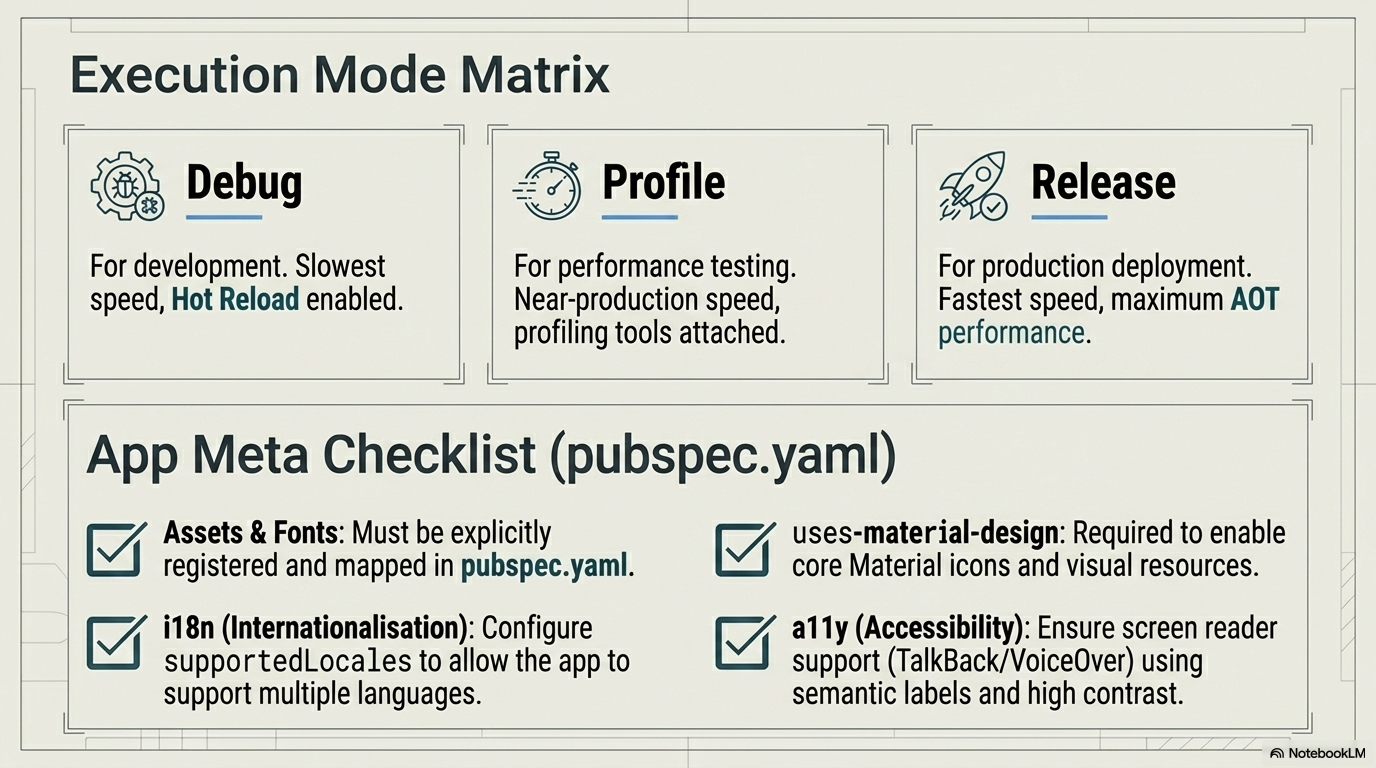 Execution Mode Matrix
Debug
For development. Slowest
speed, Hot Reload enabled.
Profile
For performance testing.
Near-production speed,
profiling tools attached.
Release
For production deployment.
Fastest speed, maximum AOT
performance.
App Meta Checklist (pubspec.yaml)
Assets & Fonts: Must be explicitly
registered and mapped in pubspec.yaml.
uses-material-design: Required to enable
core Material icons and visual resources.
i18n (Internationalisation): Configure
supportedLocales to allow the app to
support multiple languages.
a11y (Accessibility): Ensure screen reader
support (TalkBack/VoiceOver) using
semantic labels and high contrast.
NotebookLM